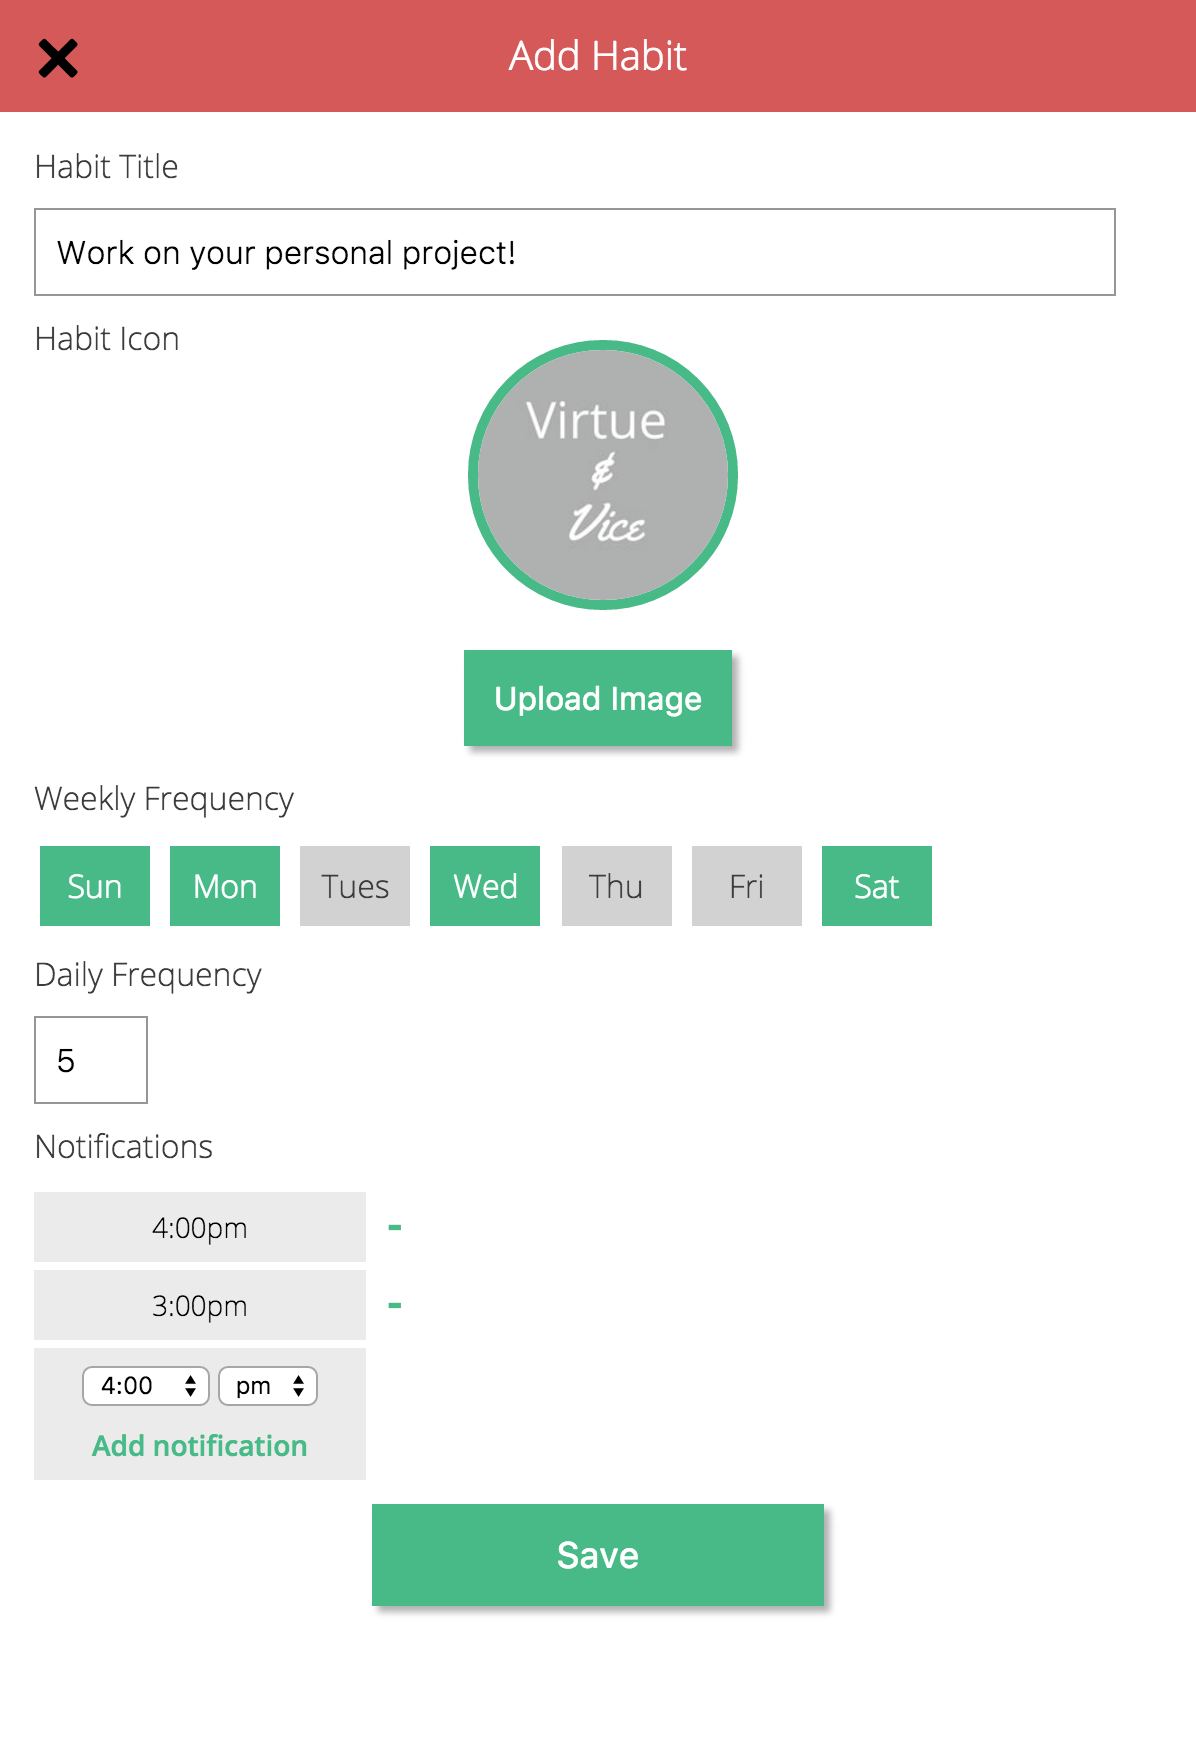 Add Habit
Habit Title
Work on your personal project!
Habit Icon
Virtue
&
Vice
Upload Image
Weekly Frequency
Sun Mon Tues Wed Thu Fri Sat
Daily Frequency
5
Notifications
4:00pm -
3:00pm -
4:00 pm
Add notification
Save